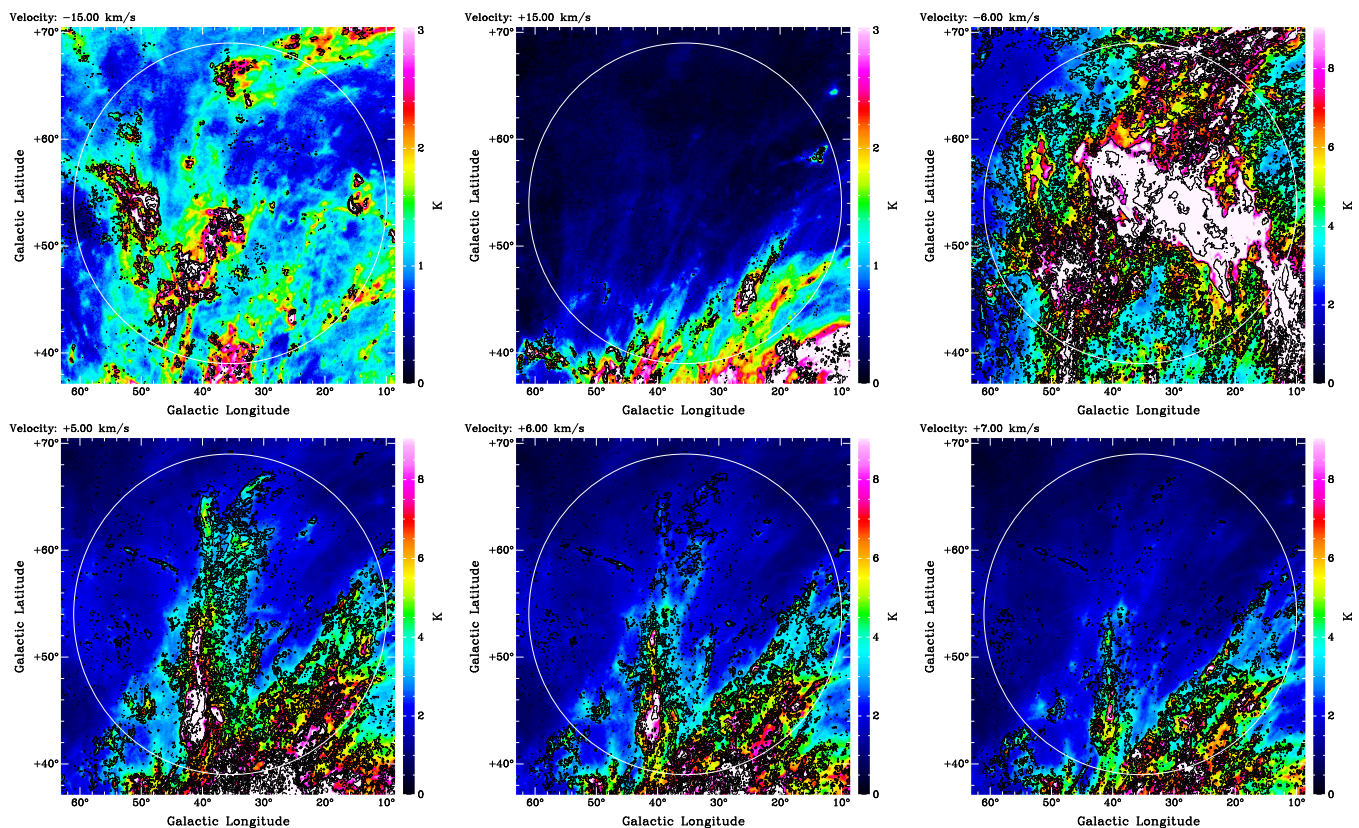 Velocity: −15.00 km/s
+70°
+60°
+50°
+40°
Galactic Latitude
60° 50° 40° 30° 20° 10°
Galactic Longitude
3
2
1
0
K
Velocity: +15.00 km/s
+70°
+60°
+50°
+40°
Galactic Latitude
60° 50° 40° 30° 20° 10°
Galactic Longitude
3
2
1
0
K
Velocity: −6.00 km/s
+70°
+60°
+50°
+40°
Galactic Latitude
60° 50° 40° 30° 20° 10°
Galactic Longitude
8
6
4
2
0
K
Velocity: +5.00 km/s
+70°
+60°
+50°
+40°
Galactic Latitude
60° 50° 40° 30° 20° 10°
Galactic Longitude
8
6
4
2
0
K
Velocity: +6.00 km/s
+70°
+60°
+50°
+40°
Galactic Latitude
60° 50° 40° 30° 20° 10°
Galactic Longitude
8
6
4
2
0
K
Velocity: +7.00 km/s
+70°
+60°
+50°
+40°
Galactic Latitude
60° 50° 40° 30° 20° 10°
Galactic Longitude
8
6
4
2
0
K